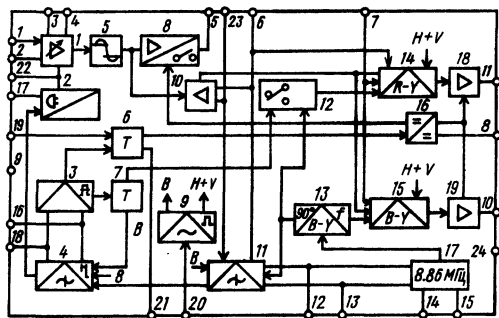 3 4 5 23 6 7
1 1 5 8 H+V
2 14 18 11
22 10 R-Y
17 2 12 16
19 6 = = 8
T
9 3 7 H+V
T B H+V 13 15 19 10
9 90° f B-Y
B-Y
16 B 11 17 24
18 4 8 B 8.86 МГц
21 20 12 13 14 15